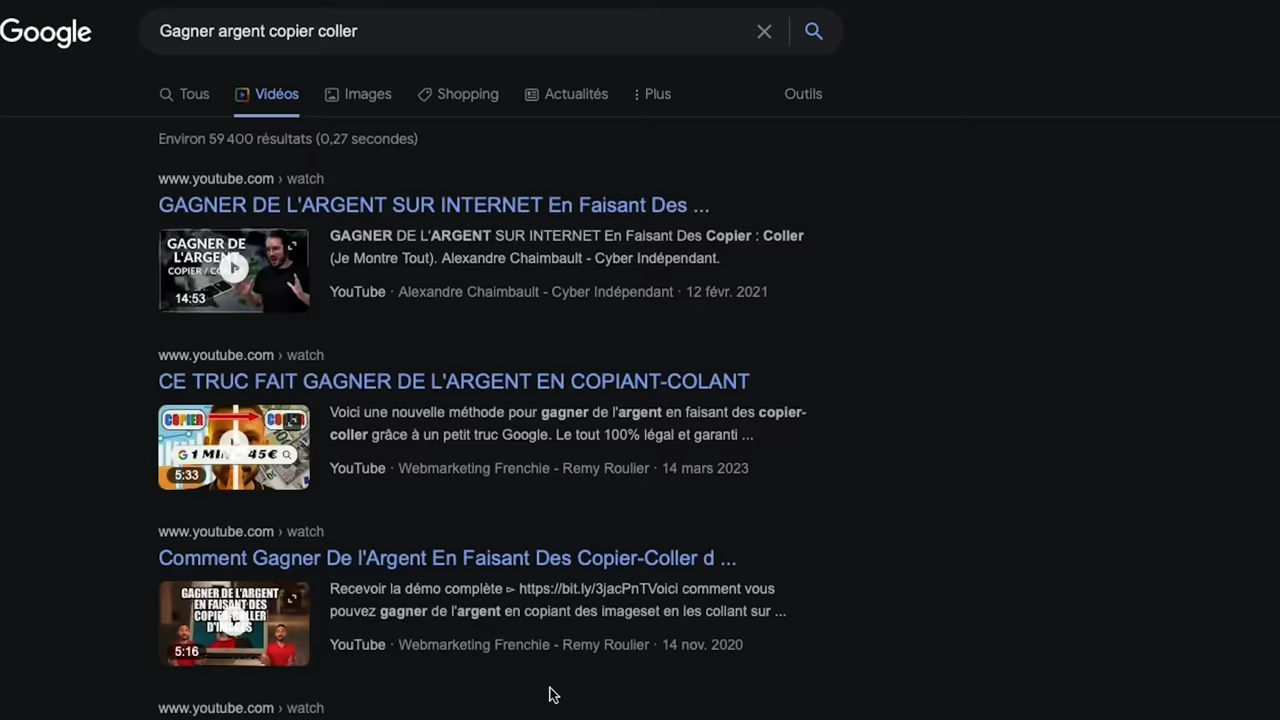 Google
Gagner argent copier coller
Tous Vidéos Images Shopping Actualités Plus Outils
Environ 59 400 résultats (0,27 secondes)
www.youtube.com › watch
GAGNER DE L'ARGENT SUR INTERNET En Faisant Des ...
GAGNER DE
L'ARGENT
COPIER /
14:53
GAGNER DE L'ARGENT SUR INTERNET En Faisant Des Copier : Coller
(Je Montre Tout). Alexandre Chaimbault - Cyber Indépendant.
YouTube · Alexandre Chaimbault - Cyber Indépendant · 12 févr. 2021
www.youtube.com › watch
CE TRUC FAIT GAGNER DE L'ARGENT EN COPIANT-COLANT
COPIER
G 1 MIN = 45€
5:33
Voici une nouvelle méthode pour gagner de l'argent en faisant des copier-
coller grâce à un petit truc Google. Le tout 100% légal et garanti ...
YouTube · Webmarketing Frenchie - Remy Roulier · 14 mars 2023
www.youtube.com › watch
Comment Gagner De l'Argent En Faisant Des Copier-Coller d ...
GAGNER DE L'ARGENT
EN FAISANT DES
COPIER-COLLER
D'IMAGES
5:16
Recevoir la démo complète ➢ https://bit.ly/3jacPnTVoici comment vous
pouvez gagner de l'argent en copiant des imageset en les collant sur ...
YouTube · Webmarketing Frenchie - Remy Roulier · 14 nov. 2020
www.youtube.com › watch